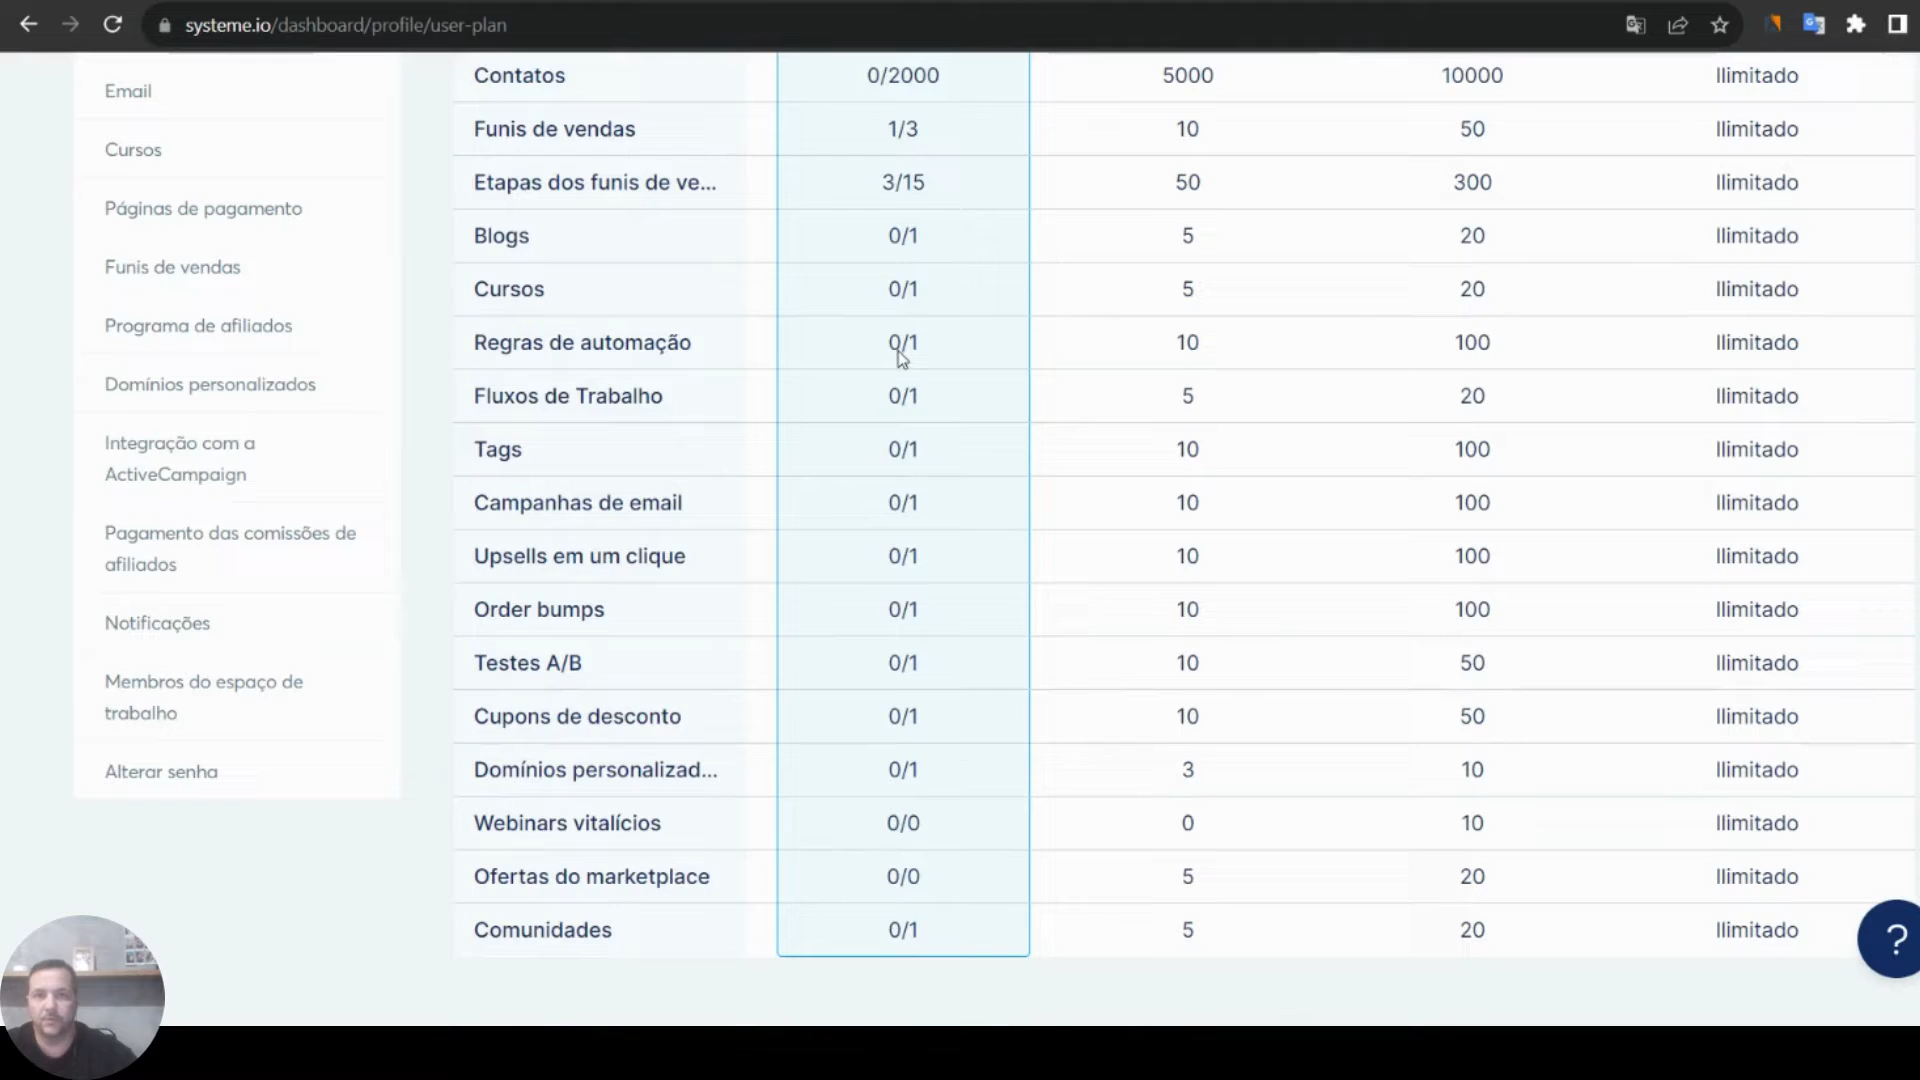 systeme.io/dashboard/profile/user-plan
Email
Cursos
Páginas de pagamento
Funis de vendas
Programa de afiliados
Domínios personalizados
Integração com a
ActiveCampaign
Pagamento das comissões de
afiliados
Notificações
Membros do espaço de
trabalho
Alterar senha
Contatos 0/2000 5000 10000 Ilimitado
Funis de vendas 1/3 10 50 Ilimitado
Etapas dos funis de ve... 3/15 50 300 Ilimitado
Blogs 0/1 5 20 Ilimitado
Cursos 0/1 5 20 Ilimitado
Regras de automação 0/1 10 100 Ilimitado
Fluxos de Trabalho 0/1 5 20 Ilimitado
Tags 0/1 10 100 Ilimitado
Campanhas de email 0/1 10 100 Ilimitado
Upsells em um clique 0/1 10 100 Ilimitado
Order bumps 0/1 10 100 Ilimitado
Testes A/B 0/1 10 50 Ilimitado
Cupons de desconto 0/1 10 50 Ilimitado
Domínios personalizad... 0/1 3 10 Ilimitado
Webinars vitalícios 0/0 0 10 Ilimitado
Ofertas do marketplace 0/0 5 20 Ilimitado
Comunidades 0/1 5 20 Ilimitado
?